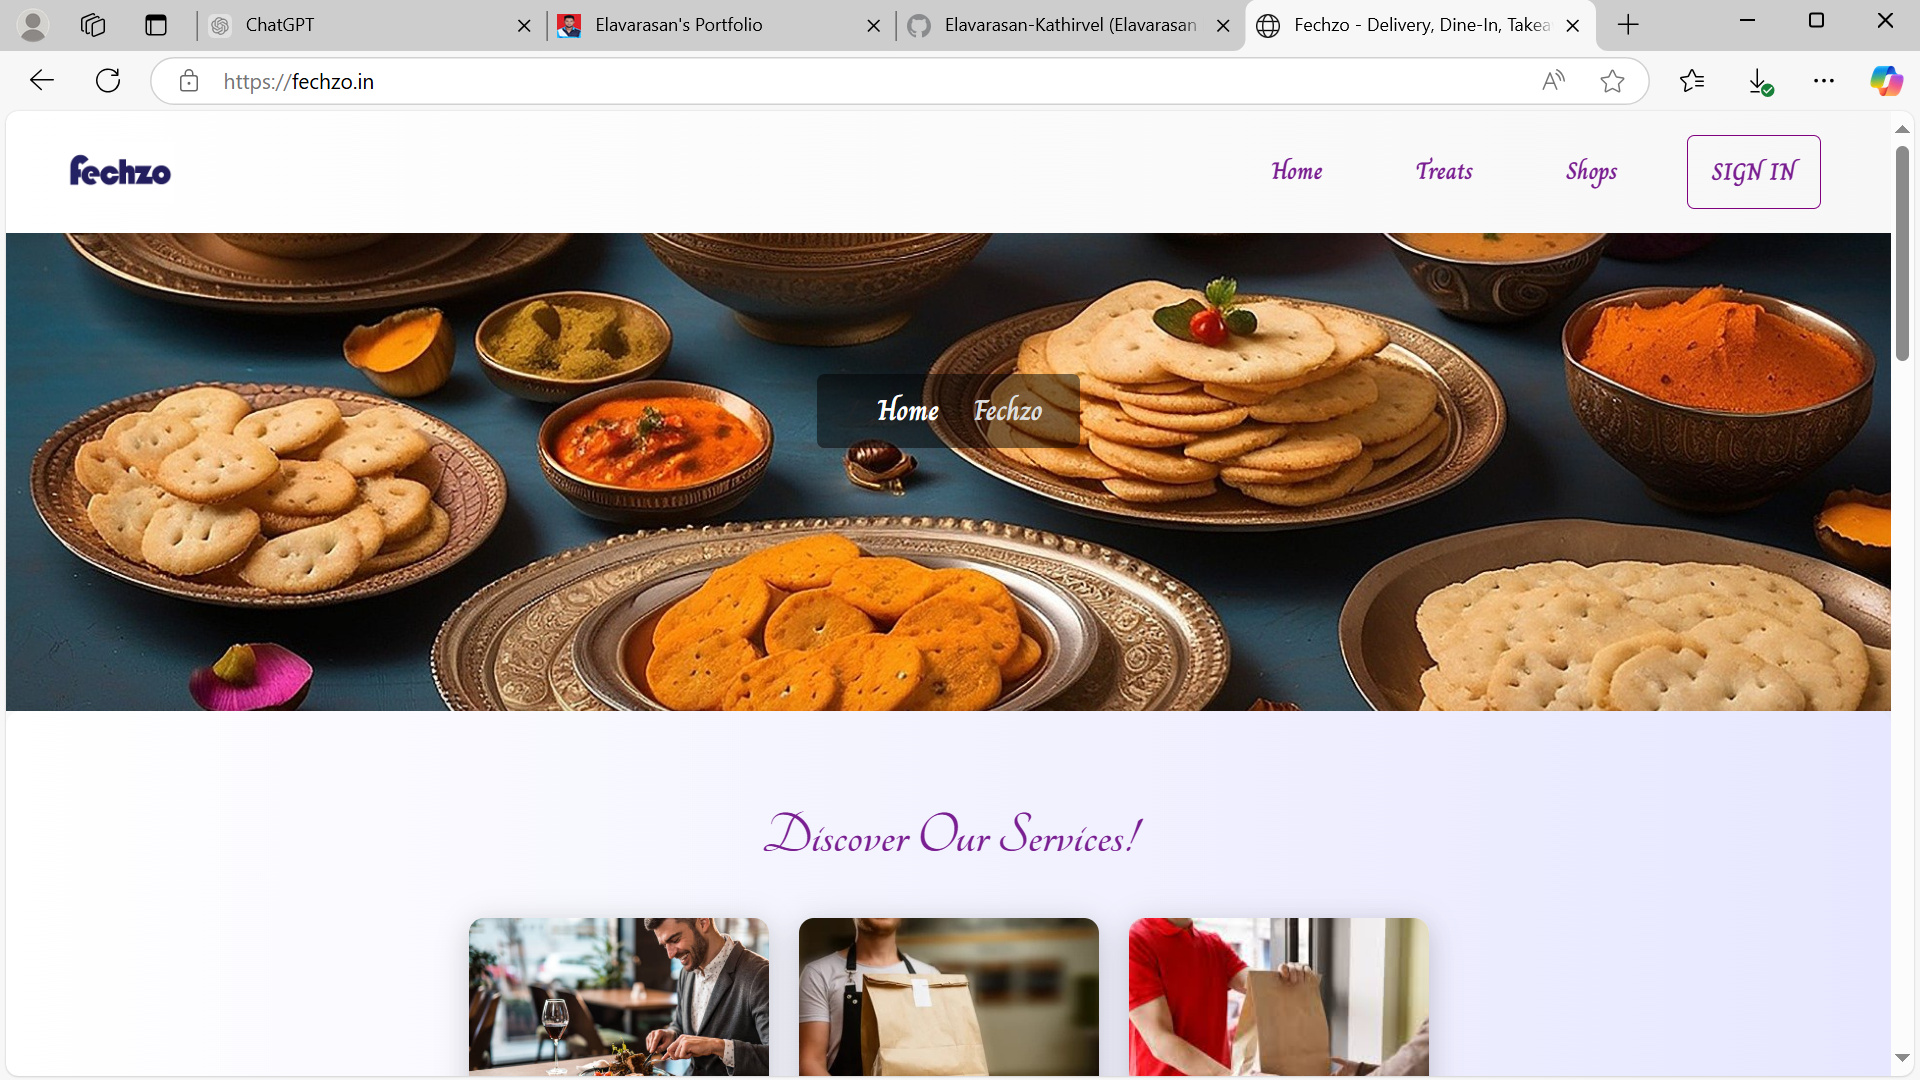 ChatGPT
Elavarasan's Portfolio
Elavarasan-Kathirvel (Elavarasan
Fechzo - Delivery, Dine-In, Takea
https://fechzo.in
fechzo
Home
Treats
Shops
SIGN IN
Home Fechzo
Discover Our Services!